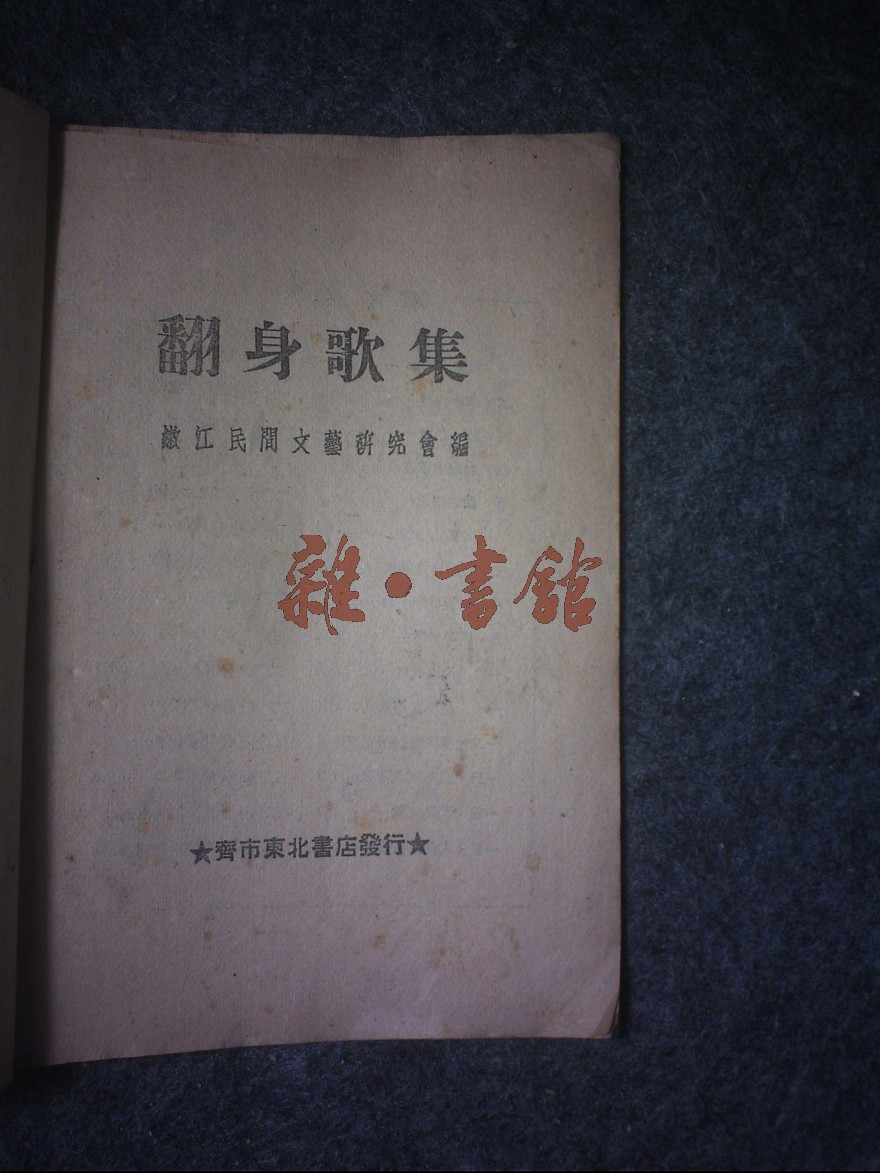 翻身歌集
嫩江民間文藝研究會編
雜·書館
★齊市東北書店發行★